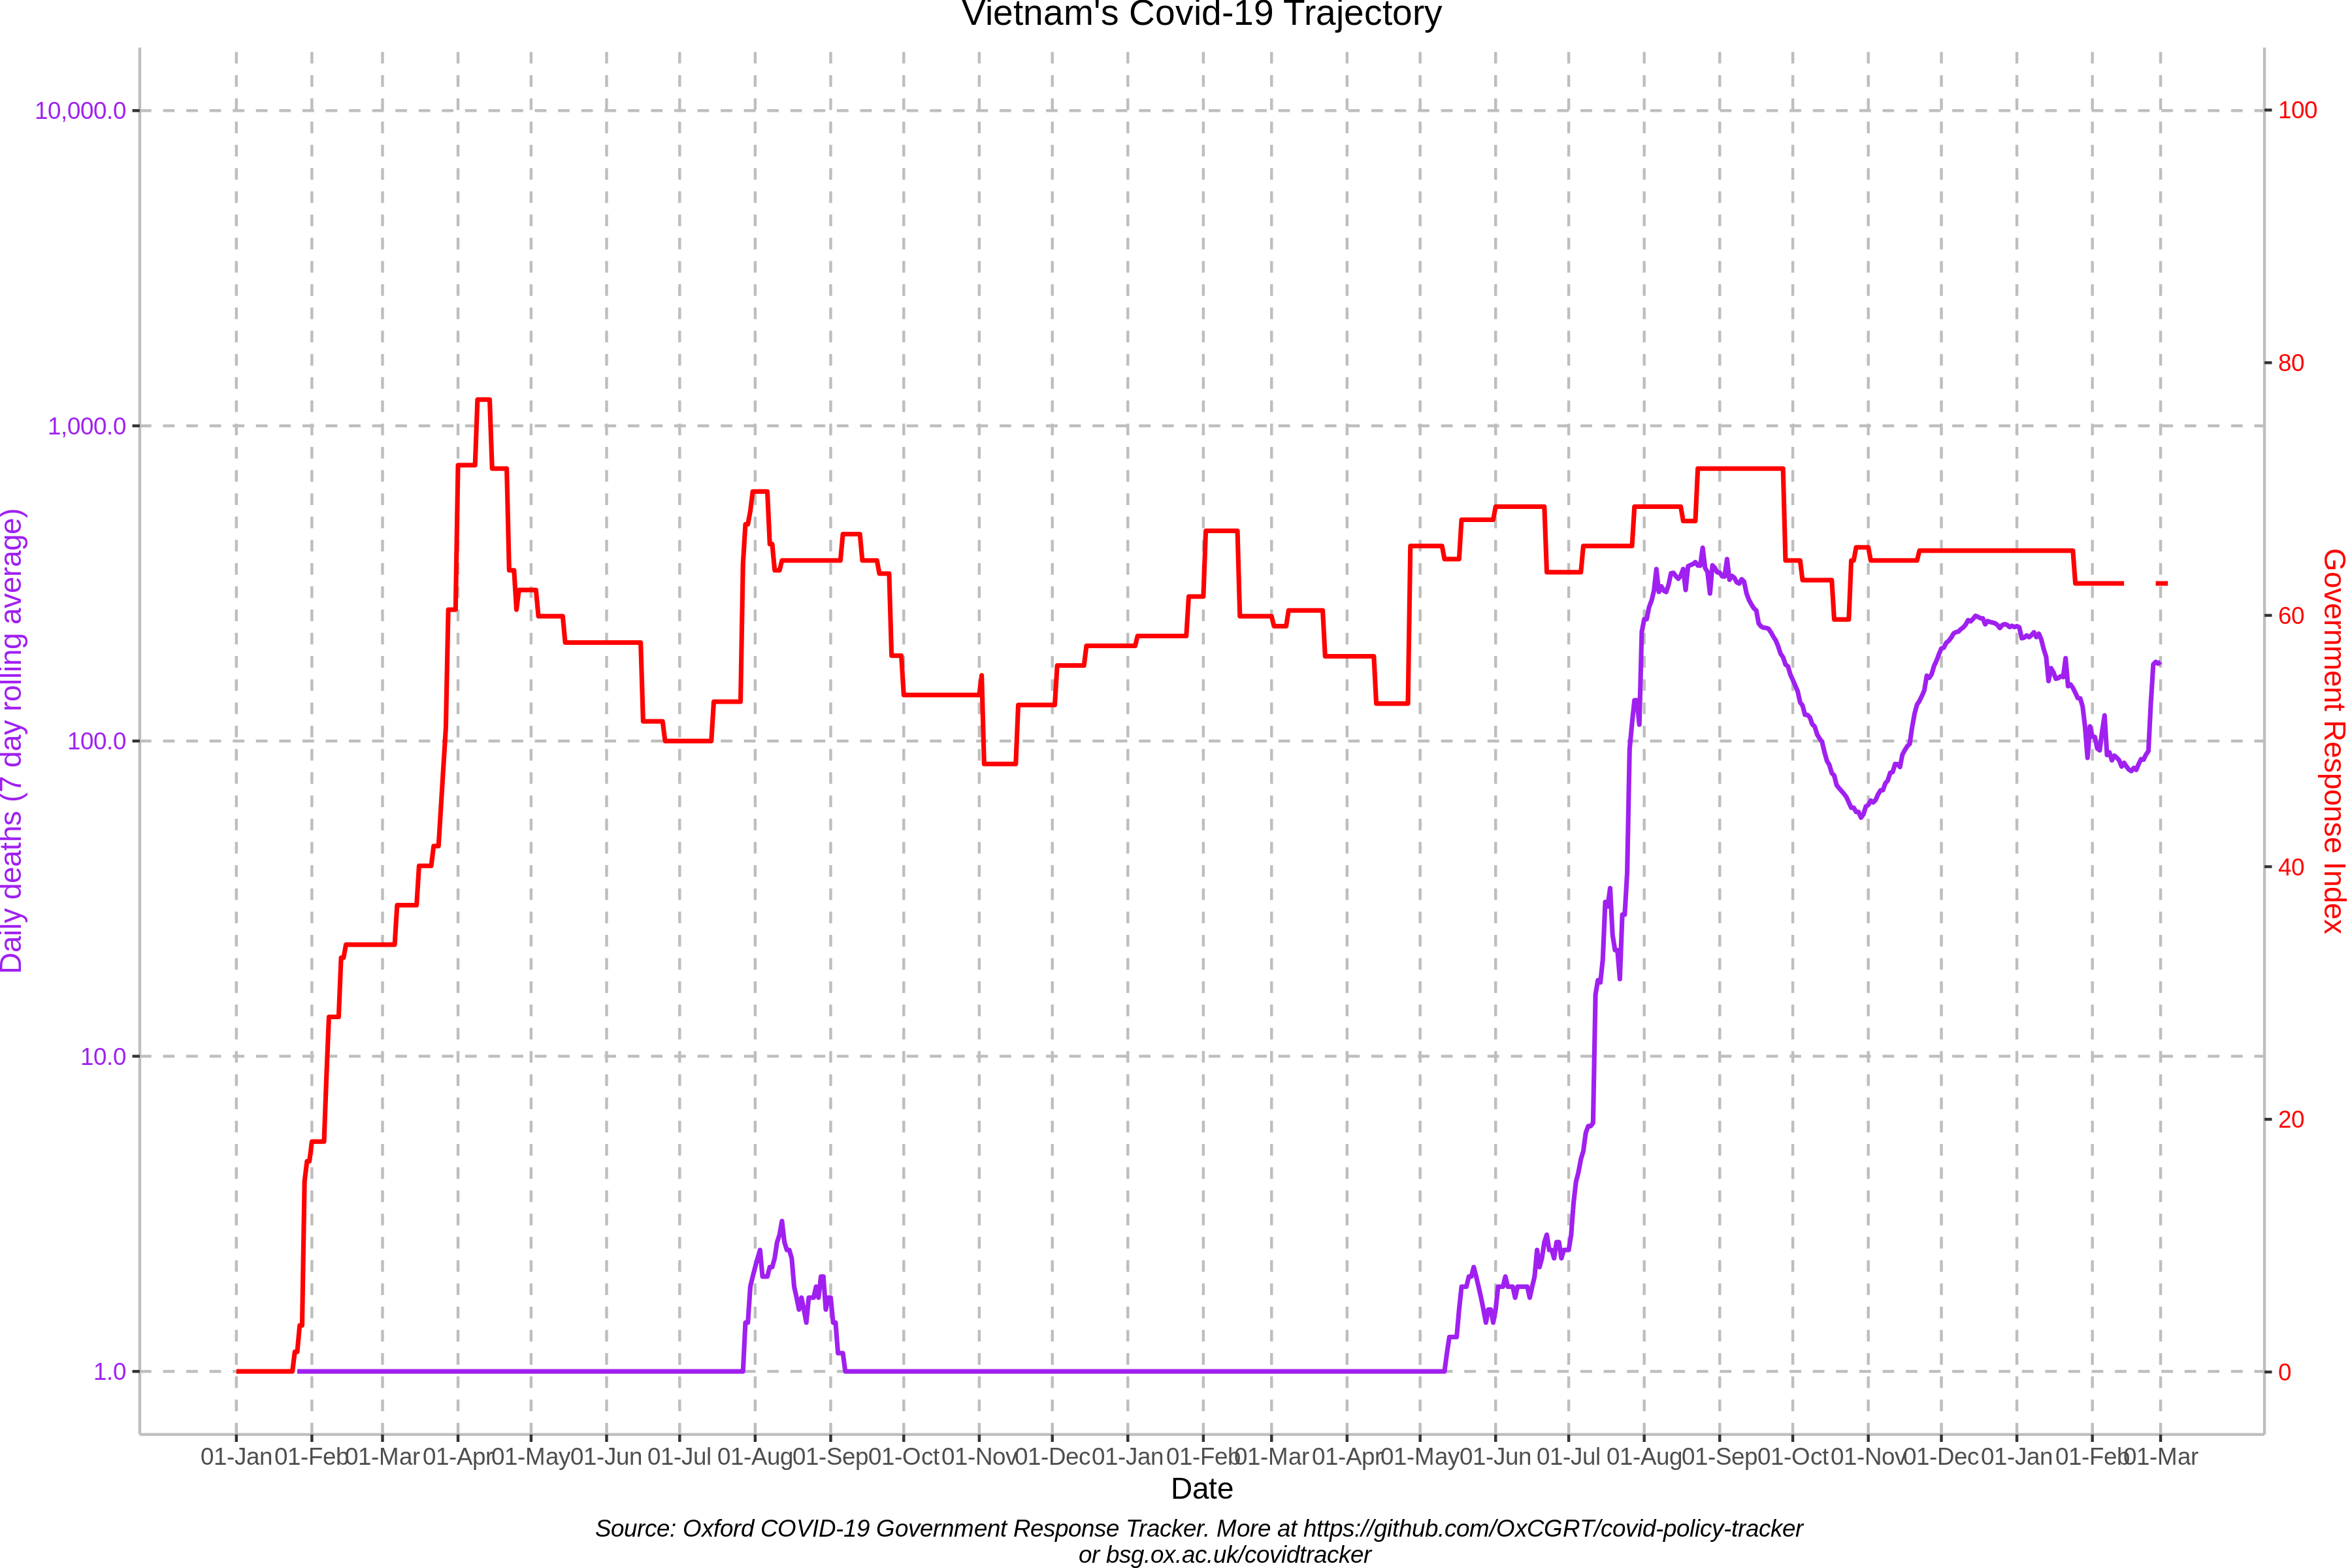 Vietnam's Covid-19 Trajectory
10,000.0
1,000.0
100.0
10.0
1.0
Daily deaths (7 day rolling average)
100
80
60
40
20
0
Government Response Index
01-Jan 01-Feb 01-Mar 01-Apr 01-May 01-Jun 01-Jul 01-Aug 01-Sep 01-Oct 01-Nov 01-Dec 01-Jan 01-Feb 01-Mar 01-Apr 01-May 01-Jun 01-Jul 01-Aug 01-Sep 01-Oct 01-Nov 01-Dec 01-Jan 01-Feb 01-Mar
Date
Source: Oxford COVID-19 Government Response Tracker. More at https://github.com/OxCGRT/covid-policy-tracker
or bsg.ox.ac.uk/covidtracker